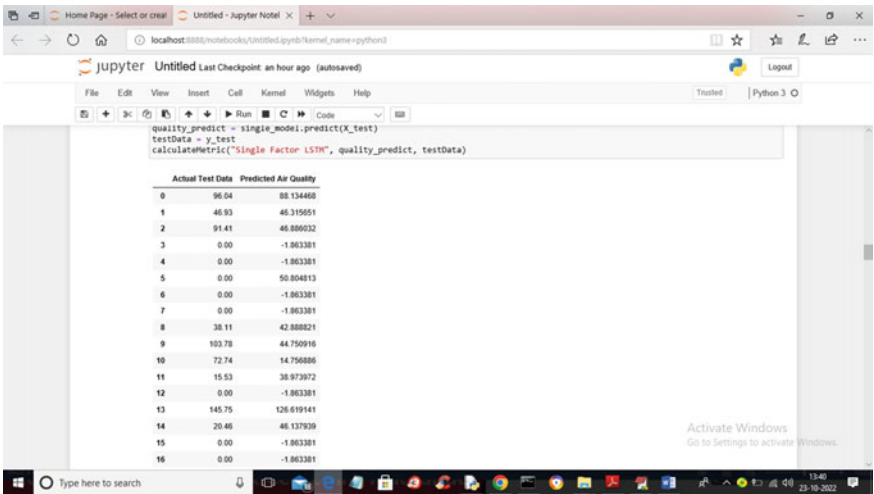 Home Page - Select or creat
Untitled - Jupyter Notel
localhost:8888/notebooks/Untitled.ipynb?kernel_name=python3
jupyter Untitled Last Checkpoint: an hour ago (autosaved)
Logout
File Edit View Insert Cell Kernel Widgets Help
Trusted Python 3
Run Code
quality_predict = single_model.predict(X_test)
testData = y_test
calculateMetric("Single Factor LSTM", quality_predict, testData)
Actual Test Data Predicted Air Quality
0 96.04 88.134468
1 46.93 46.315651
2 91.41 46.886032
3 0.00 -1.863381
4 0.00 -1.863381
5 0.00 50.804813
6 0.00 -1.863381
7 0.00 -1.863381
8 38.11 42.888821
9 103.78 44.750916
10 72.74 14.756886
11 15.53 38.973972
12 0.00 -1.863381
13 145.75 126.619141
14 20.46 46.137939
15 0.00 -1.863381
16 0.00 -1.863381
Activate Windows
Go to Settings to activate Windows.
Type here to search
13:40
23-10-2022